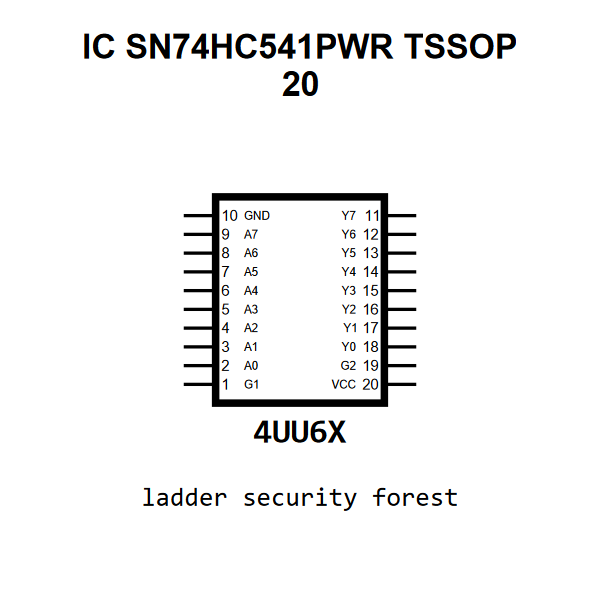 IC SN74HC541PWR TSSOP
20
10 GND Y7 11
9 A7 Y6 12
8 A6 Y5 13
7 A5 Y4 14
6 A4 Y3 15
5 A3 Y2 16
4 A2 Y1 17
3 A1 Y0 18
2 A0 G2 19
1 G1 VCC 20
4UU6X
ladder security forest